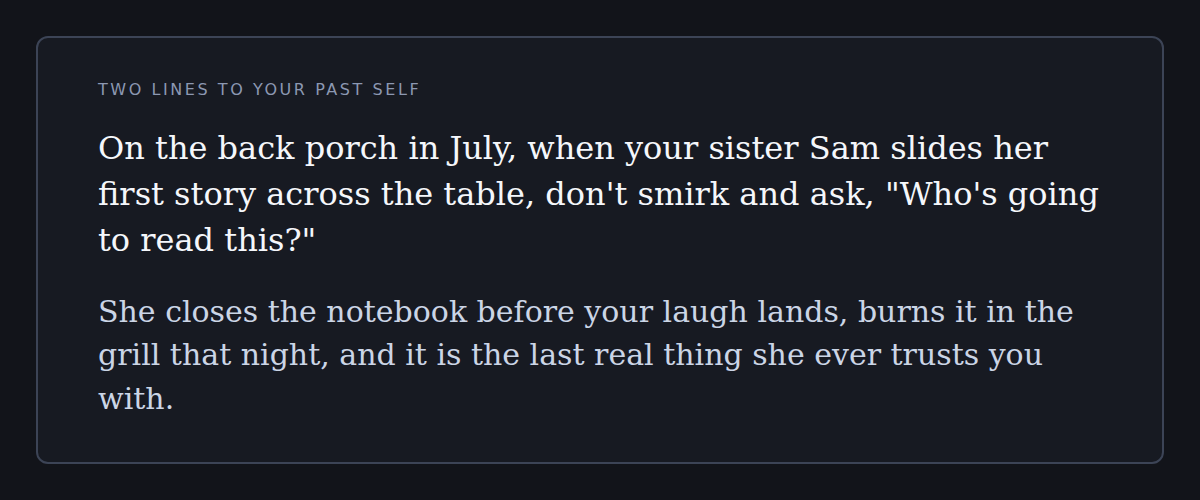 TWO LINES TO YOUR PAST SELF
On the back porch in July, when your sister Sam slides her
first story across the table, don't smirk and ask, "Who's going
to read this?"
She closes the notebook before your laugh lands, burns it in the
grill that night, and it is the last real thing she ever trusts you
with.